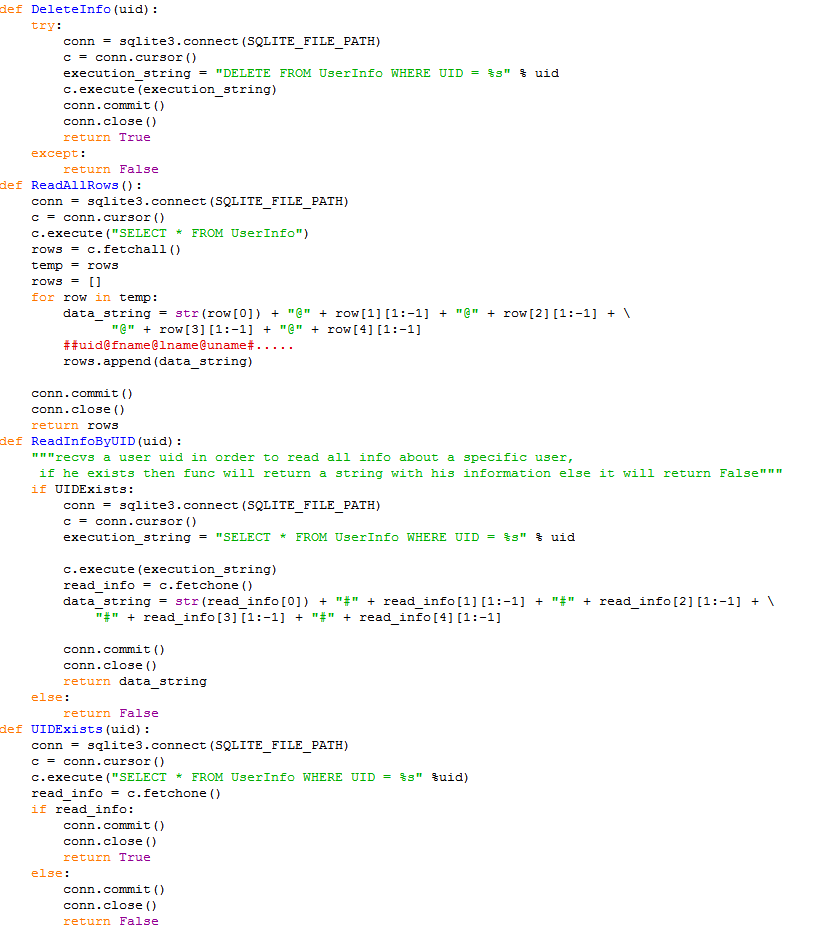 def DeleteInfo(uid):
    try:
        conn = sqlite3.connect(SQLITE_FILE_PATH)
        c = conn.cursor()
        execution_string = "DELETE FROM UserInfo WHERE UID = %s" % uid
        c.execute(execution_string)
        conn.commit()
        conn.close()
        return True
    except:
        return False
def ReadAllRows():
    conn = sqlite3.connect(SQLITE_FILE_PATH)
    c = conn.cursor()
    c.execute("SELECT * FROM UserInfo")
    rows = c.fetchall()
    temp = rows
    rows = []
    for row in temp:
        data_string = str(row[0]) + "@" + row[1][1:-1] + "@" + row[2][1:-1] + \
              "@" + row[3][1:-1] + "@" + row[4][1:-1]
        ##uid@fname@lname@uname#.....
        rows.append(data_string)

    conn.commit()
    conn.close()
    return rows
def ReadInfoByUID(uid):
    """recvs a user uid in order to read all info about a specific user,
     if he exists then func will return a string with his information else it will return False"""
    if UIDExists:
        conn = sqlite3.connect(SQLITE_FILE_PATH)
        c = conn.cursor()
        execution_string = "SELECT * FROM UserInfo WHERE UID = %s" % uid

        c.execute(execution_string)
        read_info = c.fetchone()
        data_string = str(read_info[0]) + "#" + read_info[1][1:-1] + "#" + read_info[2][1:-1] + \
            "#" + read_info[3][1:-1] + "#" + read_info[4][1:-1]

        conn.commit()
        conn.close()
        return data_string
    else:
        return False
def UIDExists(uid):
    conn = sqlite3.connect(SQLITE_FILE_PATH)
    c = conn.cursor()
    c.execute("SELECT * FROM UserInfo WHERE UID = %s" %uid)
    read_info = c.fetchone()
    if read_info:
        conn.commit()
        conn.close()
        return True
    else:
        conn.commit()
        conn.close()
        return False